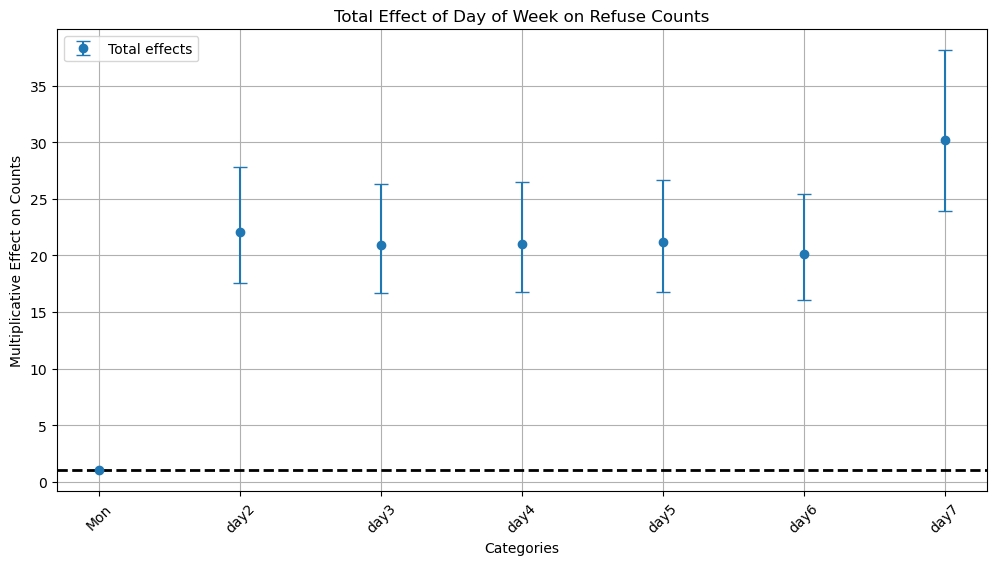 Total Effect of Day of Week on Refuse Counts
Total effects
Multiplicative Effect on Counts
35
30
25
20
15
10
5
0
Mon
day2
day3
day4
day5
day6
day7
Categories